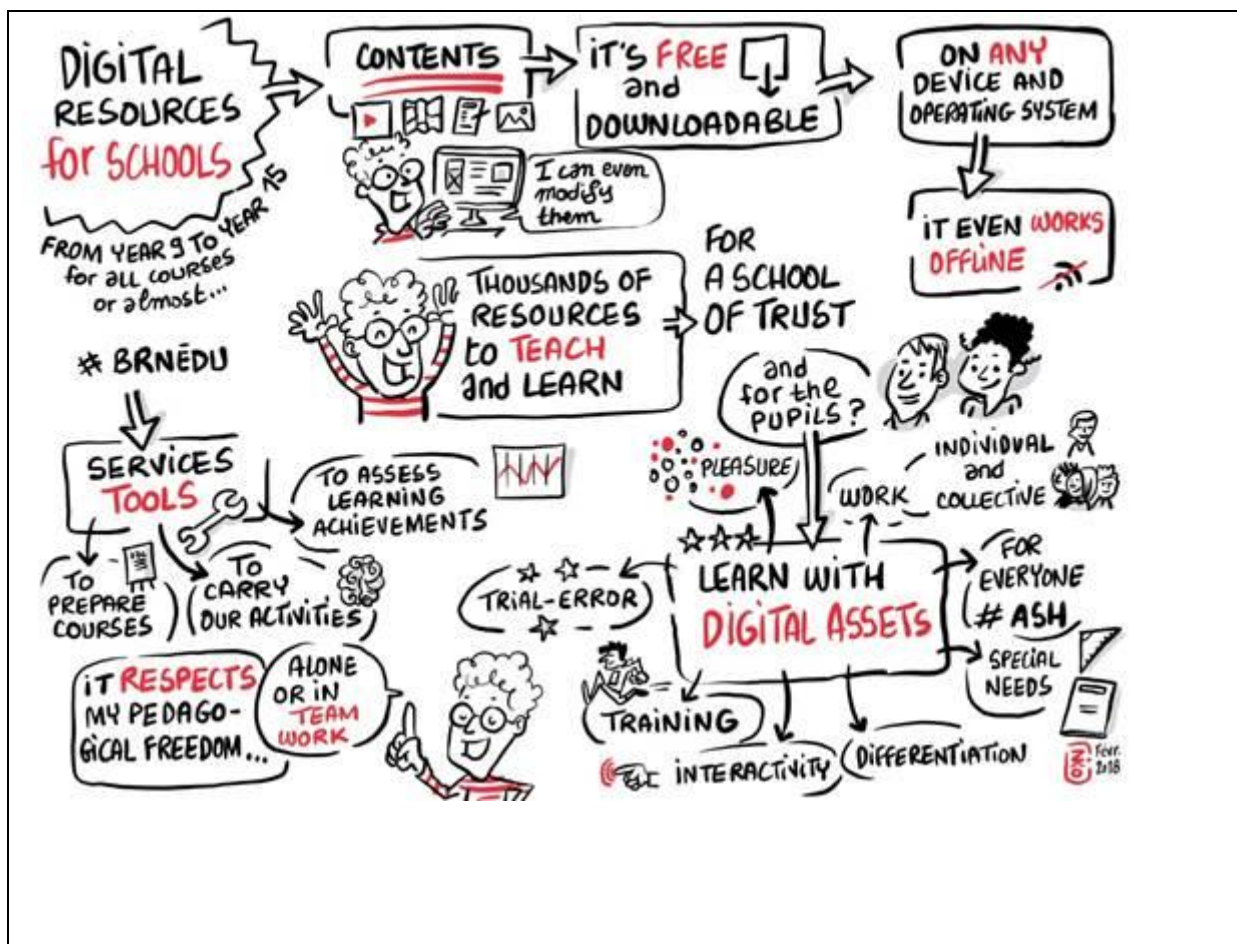 DIGITAL
RESOURCES
for SCHOOLS
FROM YEAR 9 TO YEAR 15
for all courses
or almost...
CONTENTS
I can even
modify
them
IT'S FREE
and
DOWNLOADABLE
ON ANY
DEVICE AND
OPERATING SYSTEM
IT EVEN WORKS
OFFLINE
THOUSANDS OF
RESOURCES
to TEACH
and LEARN
FOR
A SCHOOL
OF TRUST
# BRNÉDU
SERVICES
TOOLS
TO ASSESS
LEARNING
ACHIEVEMENTS
TO
PREPARE
COURSES
TO
CARRY
OUR ACTIVITIES
IT RESPECTS
MY PEDAGO-
GICAL FREEDOM...
ALONE
OR IN
TEAM
WORK
and
for the
PUPILS?
PLEASURE
WORK
INDIVIDUAL
and
COLLECTIVE
LEARN WITH
DIGITAL ASSETS
TRIAL-ERROR
FOR
EVERYONE
# ASH
SPECIAL
NEEDS
TRAINING
INTERACTIVITY
DIFFERENTIATION
Févr.
2018